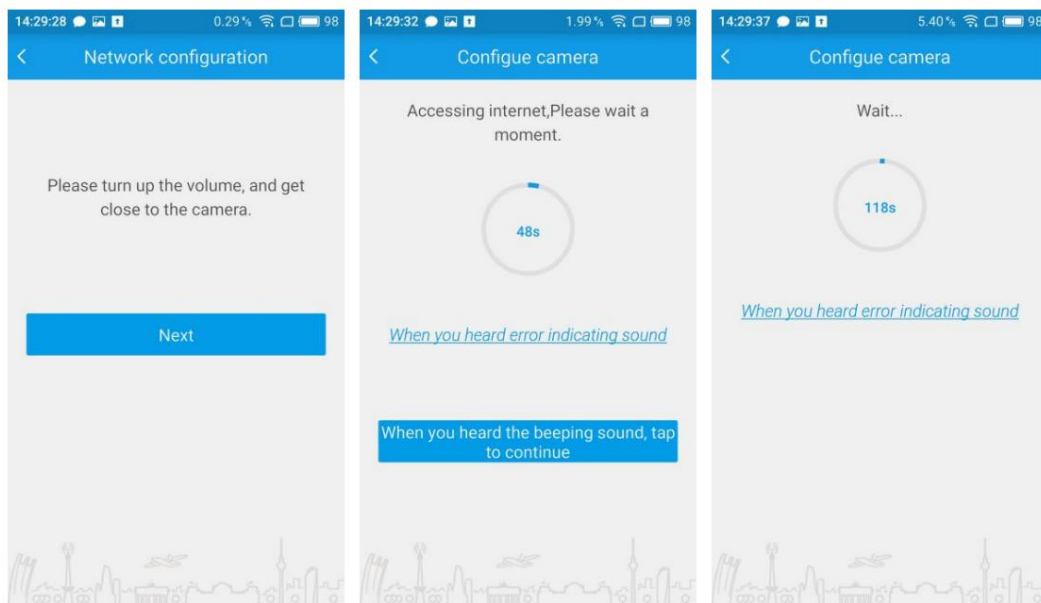 14:29:28 0.29 ᴷ/s 98
Network configuration
Please turn up the volume, and get
close to the camera.
Next
14:29:32 1.99 ᴷ/s 98
Configue camera
Accessing internet,Please wait a
moment.
48s
When you heard error indicating sound
When you heard the beeping sound, tap
to continue
14:29:37 5.40 ᴷ/s 98
Configue camera
Wait...
118s
When you heard error indicating sound